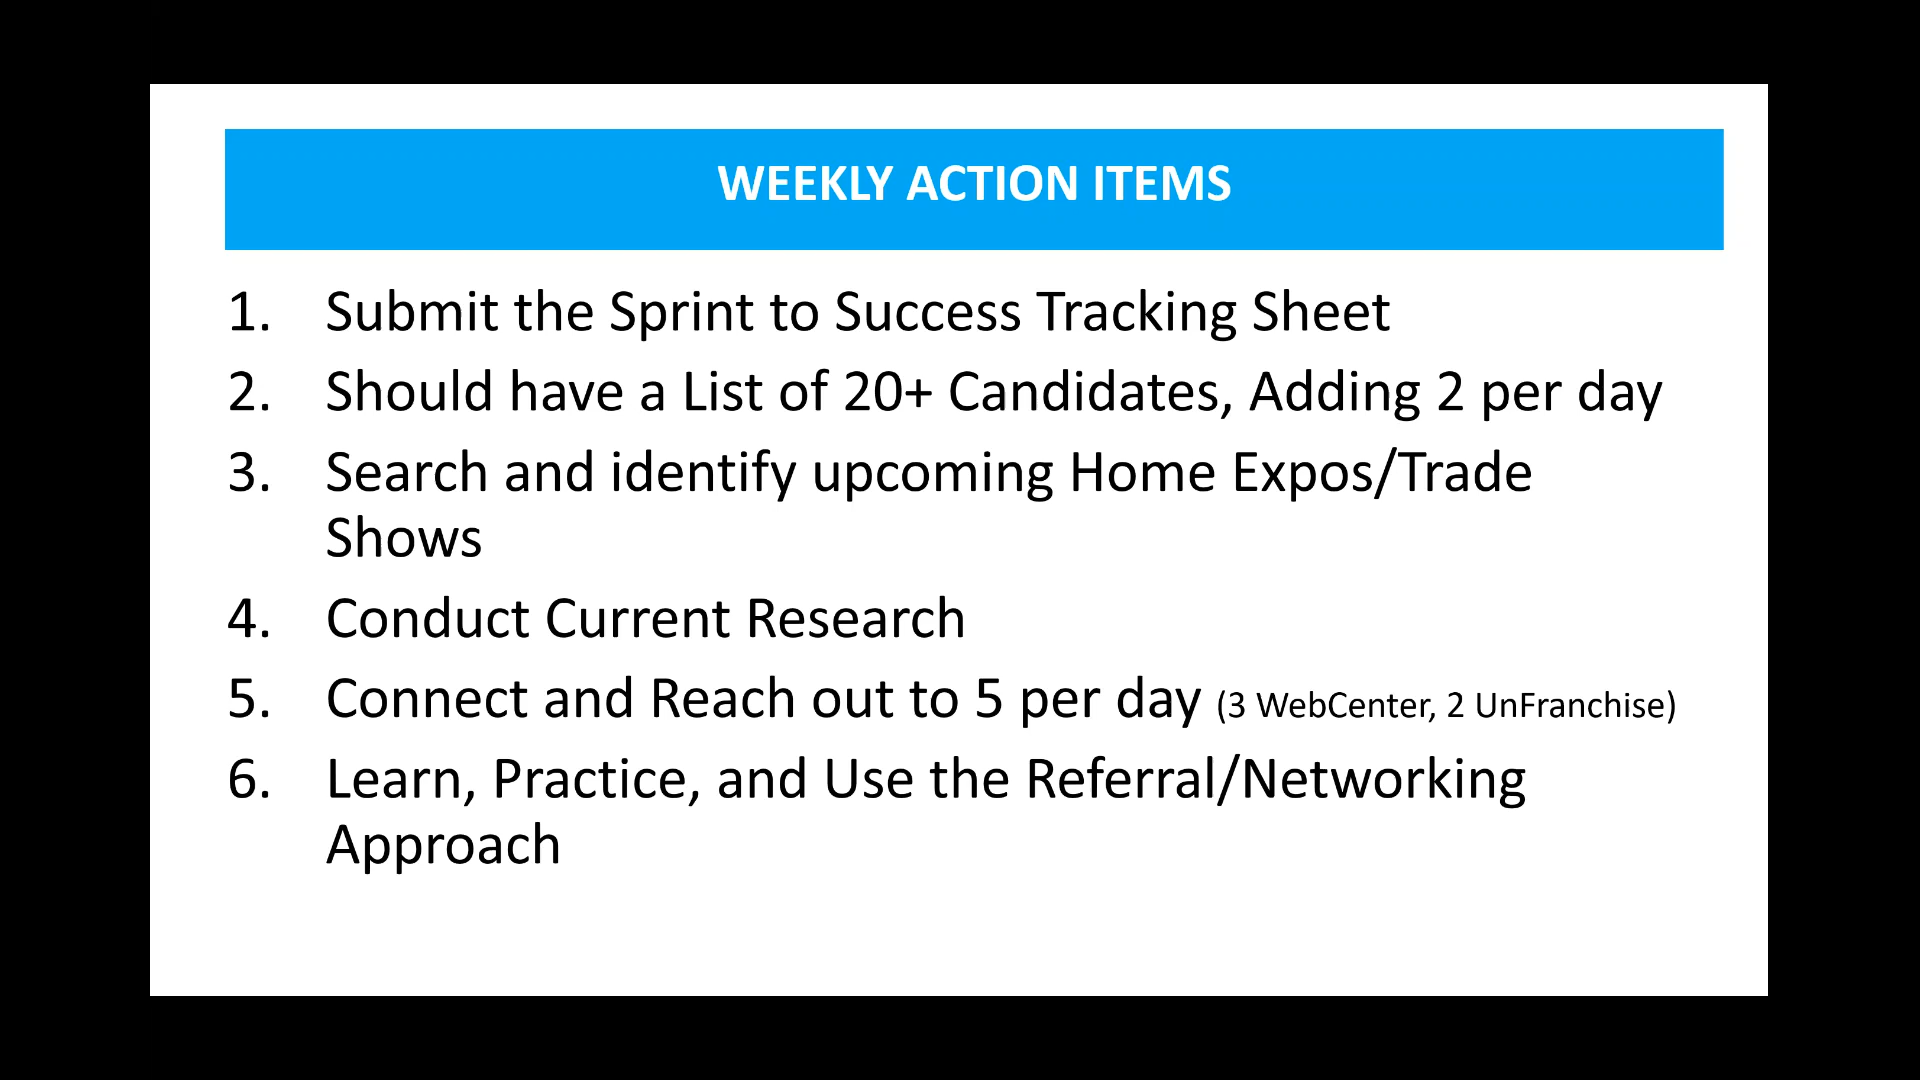 WEEKLY ACTION ITEMS
1. Submit the Sprint to Success Tracking Sheet
2. Should have a List of 20+ Candidates, Adding 2 per day
3. Search and identify upcoming Home Expos/Trade
Shows
4. Conduct Current Research
5. Connect and Reach out to 5 per day (3 WebCenter, 2 UnFranchise)
6. Learn, Practice, and Use the Referral/Networking
Approach